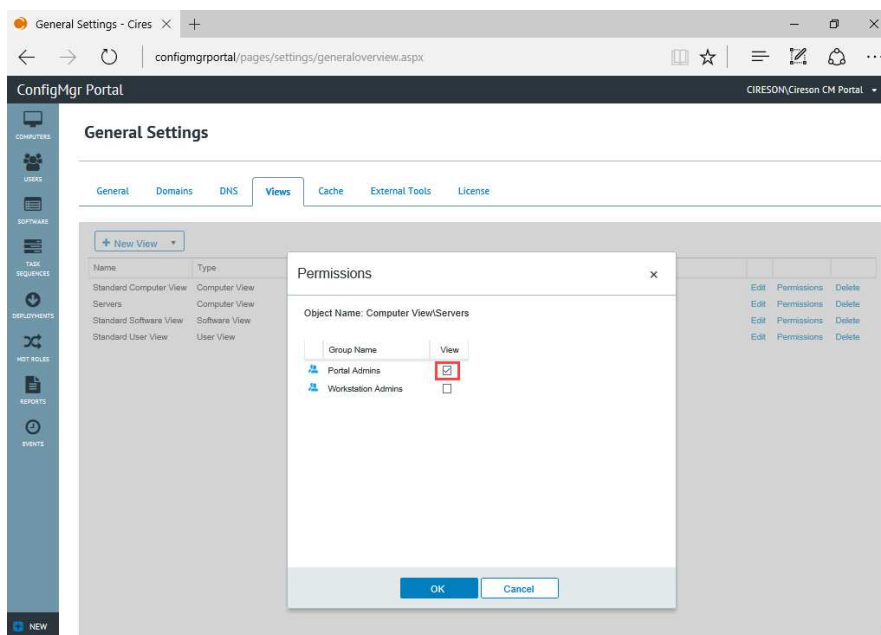 General Settings - Cires
configmgrportal/pages/settings/generaloverview.aspx
ConfigMgr Portal
CIRESON\Cireson CM Portal
COMPUTERS
USERS
SOFTWARE
TASK SEQUENCES
DEPLOYMENTS
MDT ROLES
REPORTS
EVENTS
NEW
General Settings
General Domains DNS Views Cache External Tools License
+ New View
Name Type
Standard Computer View Computer View Edit Permissions Delete
Servers Computer View Edit Permissions Delete
Standard Software View Software View Edit Permissions Delete
Standard User View User View Edit Permissions Delete
Permissions
Object Name: Computer View\Servers
Group Name View
Portal Admins
Workstation Admins
OK Cancel